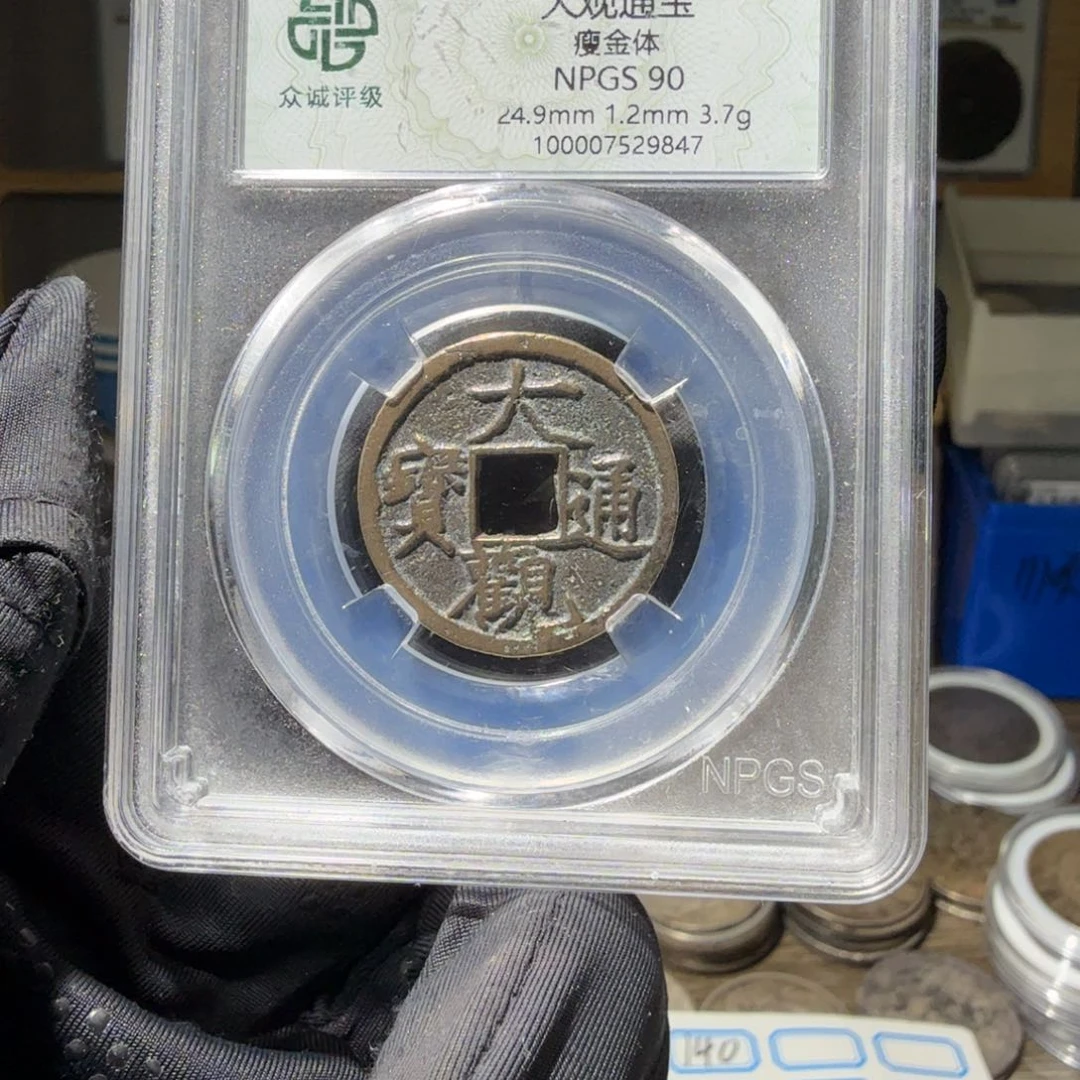 大观通宝
瘦金体
NPGS 90
24.9mm 1.2mm 3.7g
100007529847
众诚评级
大
寶 通
觀
NPGS
140